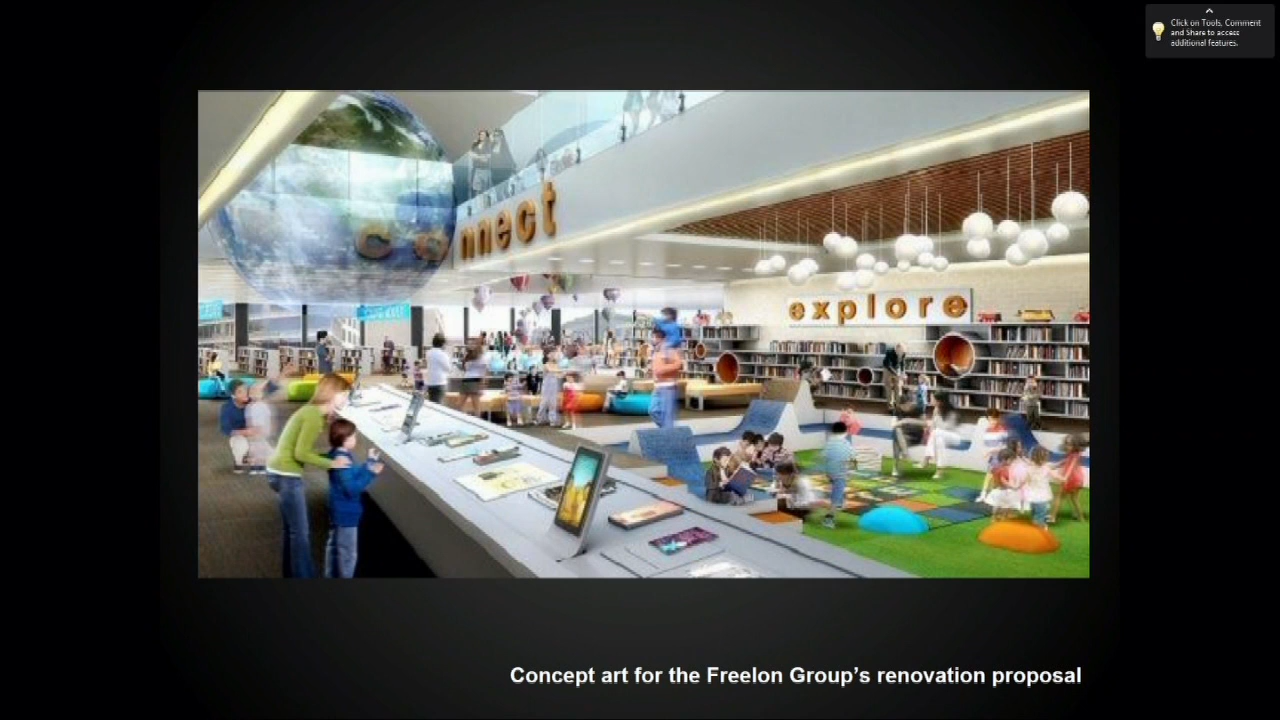 Click on Tools, Comment
and Share to access
additional features.
connect
explore
Concept art for the Freelon Group's renovation proposal